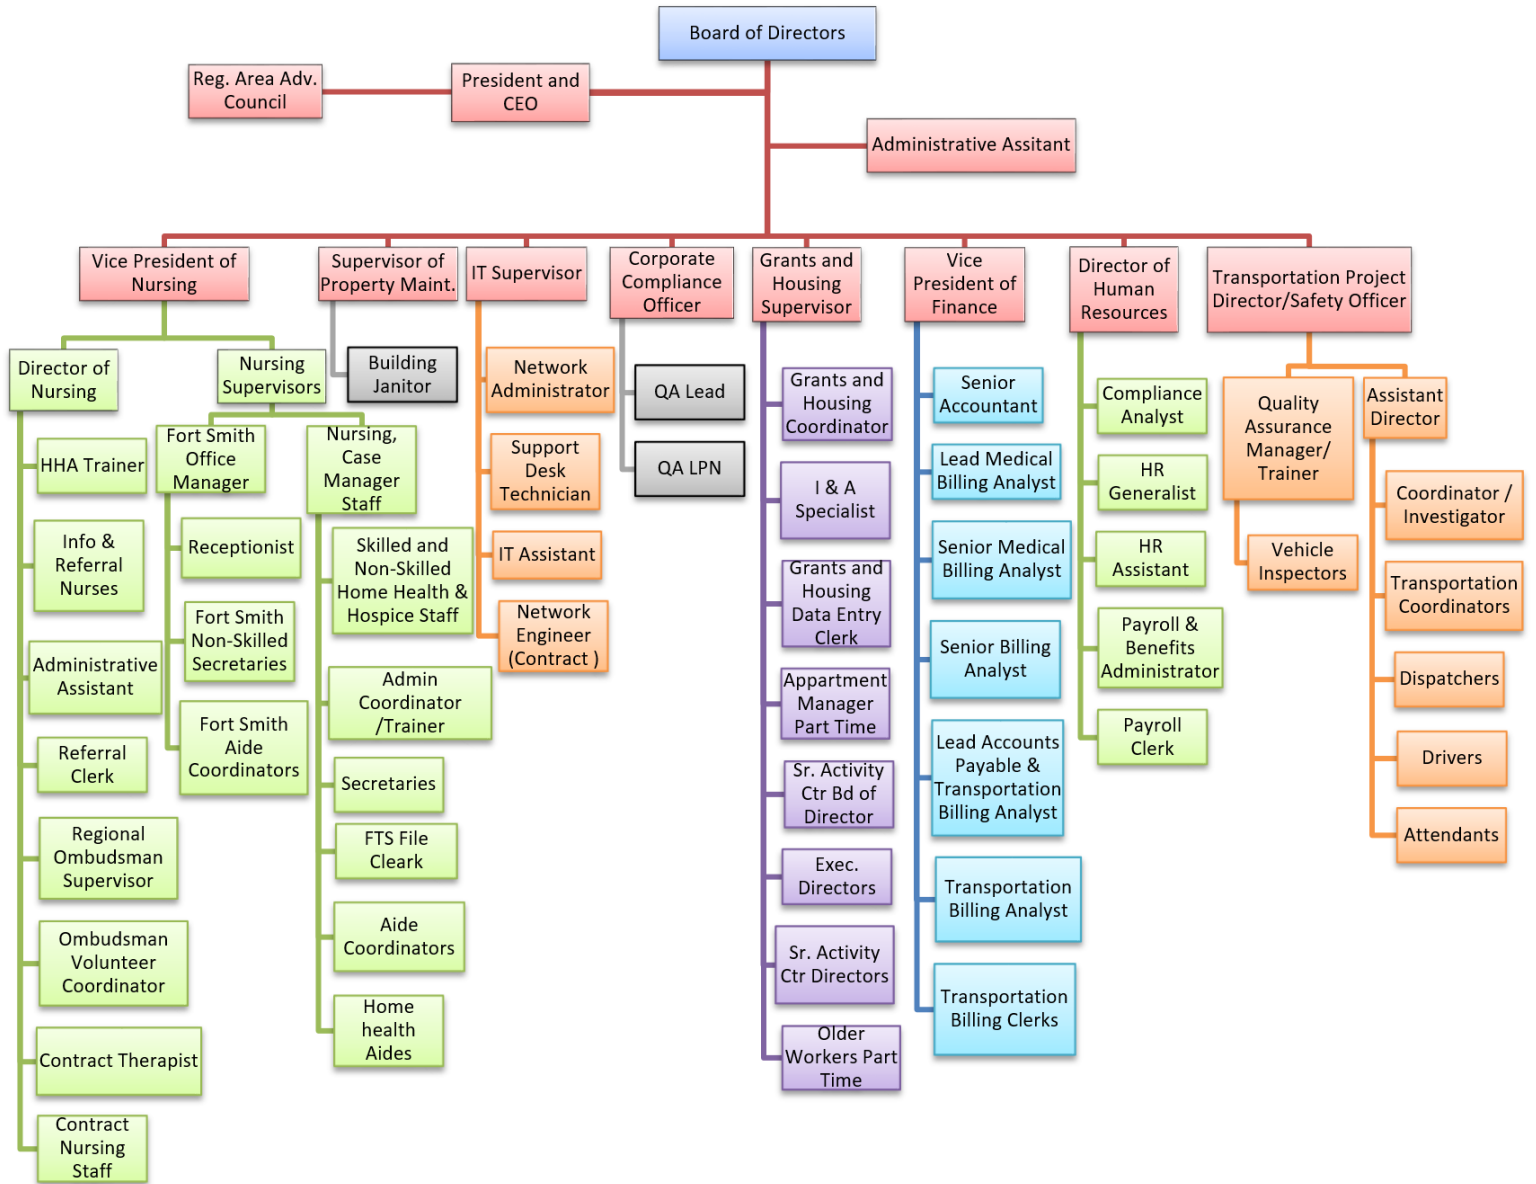 Board of Directors
Reg. Area Adv.
Council
President and
CEO
Administrative Assitant
Vice President of
Nursing
Supervisor of
Property Maint.
IT Supervisor
Corporate
Compliance
Officer
Grants and
Housing
Supervisor
Vice
President of
Finance
Director of
Human
Resources
Transportation Project
Director/Safety Officer
Director of
Nursing
HHA Trainer
Info &
Referral
Nurses
Administrative
Assistant
Referral
Clerk
Regional
Ombudsman
Supervisor
Ombudsman
Volunteer
Coordinator
Contract Therapist
Contract
Nursing
Staff
Nursing
Supervisors
Fort Smith
Office
Manager
Receptionist
Fort Smith
Non-Skilled
Secretaries
Fort Smith
Aide
Coordinators
Nursing,
Case
Manager
Staff
Skilled and
Non-Skilled
Home Health &
Hospice Staff
Admin
Coordinator
/Trainer
Secretaries
FTS File
Cleark
Aide
Coordinators
Home
health
Aides
Building
Janitor
Network
Administrator
Support
Desk
Technician
IT Assistant
Network
Engineer
(Contract )
QA Lead
QA LPN
Grants and
Housing
Coordinator
I & A
Specialist
Grants and
Housing
Data Entry
Clerk
Appartment
Manager
Part Time
Sr. Activity
Ctr Bd of
Director
Exec.
Directors
Sr. Activity
Ctr Directors
Older
Workers Part
Time
Senior
Accountant
Lead Medical
Billing Analyst
Senior Medical
Billing Analyst
Senior Billing
Analyst
Lead Accounts
Payable &
Transportation
Billing Analyst
Transportation
Billing Analyst
Transportation
Billing Clerks
Compliance
Analyst
HR
Generalist
HR
Assistant
Payroll &
Benefits
Administrator
Payroll
Clerk
Quality
Assurance
Manager/
Trainer
Vehicle
Inspectors
Assistant
Director
Coordinator /
Investigator
Transportation
Coordinators
Dispatchers
Drivers
Attendants